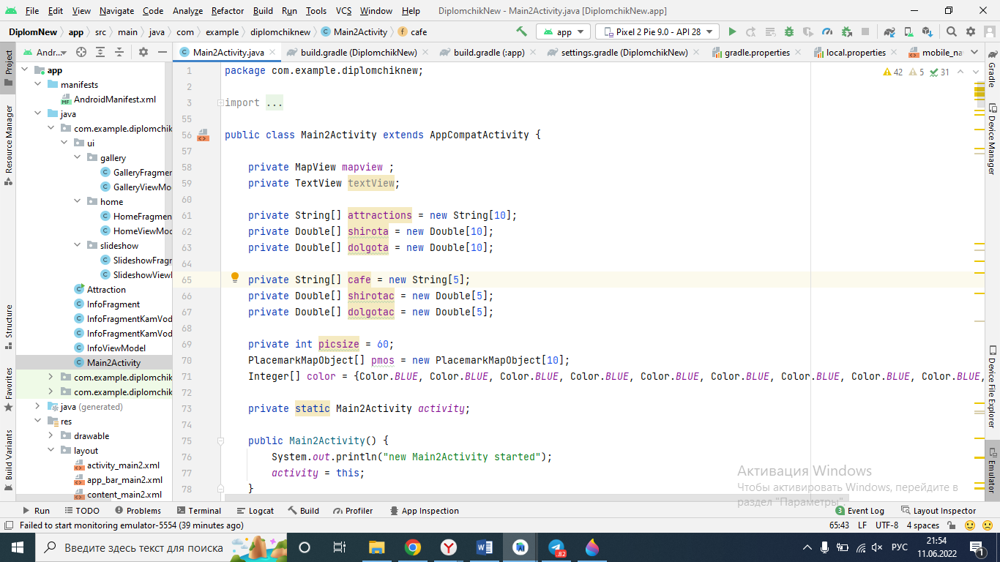 File Edit View Navigate Code Analyze Refactor Build Run Tools VCS Window Help DiplomchikNew - Main2Activity.java [DiplomchikNew.app]
DiplomNew app src main java com example diplomchiknew Main2Activity cafe app Pixel 2 Pie 9.0 - API 28
Andr... Main2Activity.java build.gradle (DiplomchikNew) build.gradle (:app) settings.gradle (DiplomchikNew) gradle.properties local.properties mobile_na
Project
Resource Manager
Structure
Favorites
Build Variants
app
manifests
AndroidManifest.xml
java
com.example.diplomchik
ui
gallery
GalleryFragmen
GalleryViewMo
home
HomeFragmen
HomeViewMod
slideshow
SlideshowFragr
SlideshowViewI
Attraction
InfoFragment
InfoFragmentKamVod
InfoFragmentKamVod
InfoViewModel
Main2Activity
com.example.diplomchik
com.example.diplomchik
java (generated)
res
drawable
layout
activity_main2.xml
app_bar_main2.xml
content_main2.xml
42 5 31
1 package com.example.diplomchiknew;
2
3 import ...
55
56 public class Main2Activity extends AppCompatActivity {
57
58 private MapView mapview ;
59 private TextView textView;
60
61 private String[] attractions = new String[10];
62 private Double[] shirota = new Double[10];
63 private Double[] dolgota = new Double[10];
64
65 private String[] cafe = new String[5];
66 private Double[] shirotac = new Double[5];
67 private Double[] dolgotac = new Double[5];
68
69 private int picsize = 60;
70 PlacemarkMapObject[] pmos = new PlacemarkMapObject[10];
71 Integer[] color = {Color.BLUE, Color.BLUE, Color.BLUE, Color.BLUE, Color.BLUE, Color.BLUE, Color.BLUE, Color.BLUE, Color.BLUE,
72
73 private static Main2Activity activity;
74
75 public Main2Activity() {
76 System.out.println("new Main2Activity started");
77 activity = this;
78 }
Gradle
Device Manager
Device File Explorer
Emulator
Активация Windows
Чтобы активировать Windows, перейдите в
раздел "Параметры".
Run TODO Problems Terminal Logcat Build Profiler App Inspection 3 Event Log Layout Inspector
Failed to start monitoring emulator-5554 (39 minutes ago) 65:43 LF UTF-8 4 spaces
Введите здесь текст для поиска 82 РУС 21:54
11.06.2022 1